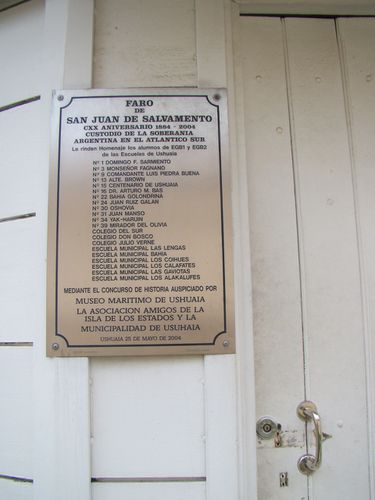 FARO
DE
SAN JUAN DE SALVAMENTO
CXX ANIVERSARIO 1884 - 2004
CUSTODIO DE LA SOBERANIA
ARGENTINA EN EL ATLANTICO SUR
Le rinden Homenaje los alumnos de EGB1 y EGB2
de las Escuelas de Ushuaia
Nº 1 DOMINGO F. SARMIENTO
Nº 3 MONSEÑOR FAGNANO
Nº 9 COMANDANTE LUIS PIEDRA BUENA
Nº 13 ALTE. BROWN
Nº 15 CENTENARIO DE USHUAIA
Nº 16 DR. ARTURO M. BAS
Nº 22 BAHIA GOLONDRINA
Nº 24 JUAN RUIZ GALAN
Nº 30 OSHOVIA
Nº 31 JUAN MANSO
Nº 34 YAK-HARUIN
Nº 39 MIRADOR DEL OLIVIA
COLEGIO DEL SUR
COLEGIO DON BOSCO
COLEGIO JULIO VERNE
ESCUELA MUNICIPAL LAS LENGAS
ESCUELA MUNICIPAL BAHIA
ESCUELA MUNICIPAL LOS COIHUES
ESCUELA MUNICIPAL LOS CALAFATES
ESCUELA MUNICIPAL LAS GAVIOTAS
ESCUELA MUNICIPAL LOS ALAKALUFES
MEDIANTE EL CONCURSO DE HISTORIA AUSPICIADO POR
MUSEO MARITIMO DE USHUAIA
LA ASOCIACION AMIGOS DE LA
ISLA DE LOS ESTADOS Y LA
MUNICIPALIDAD DE USUHAIA
USHUAIA 25 DE MAYO DE 2004